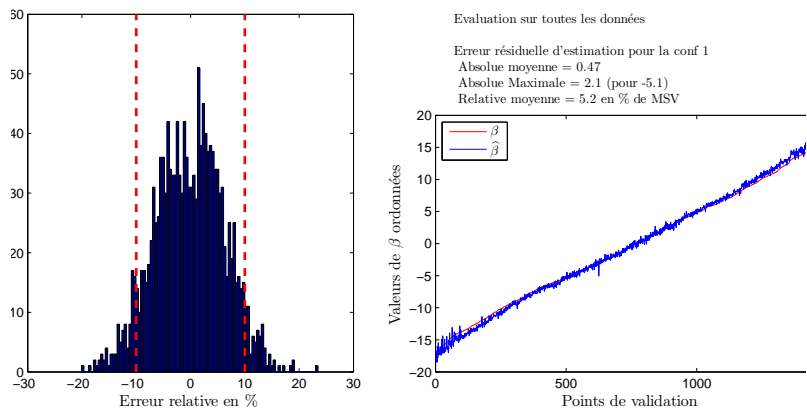 60
50
40
30
20
10
0
−30
−20
−10
0
10
20
30
Erreur relative en %
Evaluation sur toutes les données
Erreur résiduelle d'estimation pour la conf 1
Absolue moyenne = 0.47
Absolue Maximale = 2.1 (pour -5.1)
Relative moyenne = 5.2 en % de MSV
β
β̂
Valeurs de β ordonnées
20
15
10
5
0
−5
−10
−15
−20
0
500
1000
Points de validation